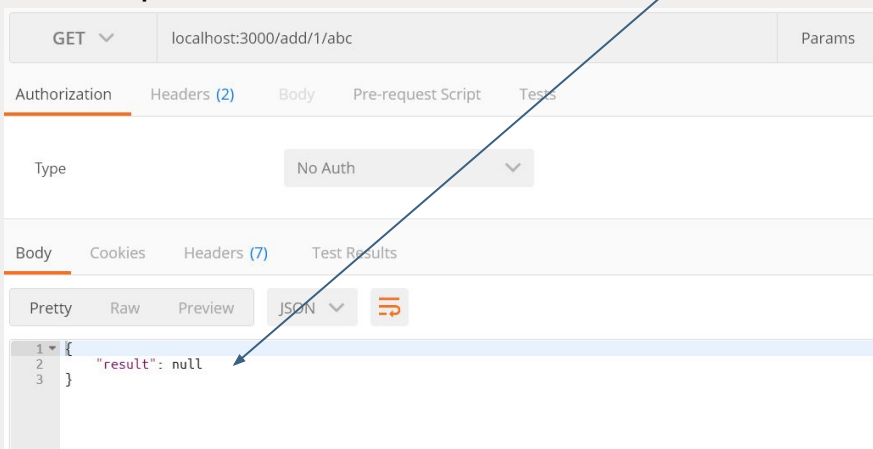 GET localhost:3000/add/1/abc Params
Authorization Headers (2) Body Pre-request Script Tests
Type No Auth
Body Cookies Headers (7) Test Results
Pretty Raw Preview JSON
1 {
2 "result": null
3 }